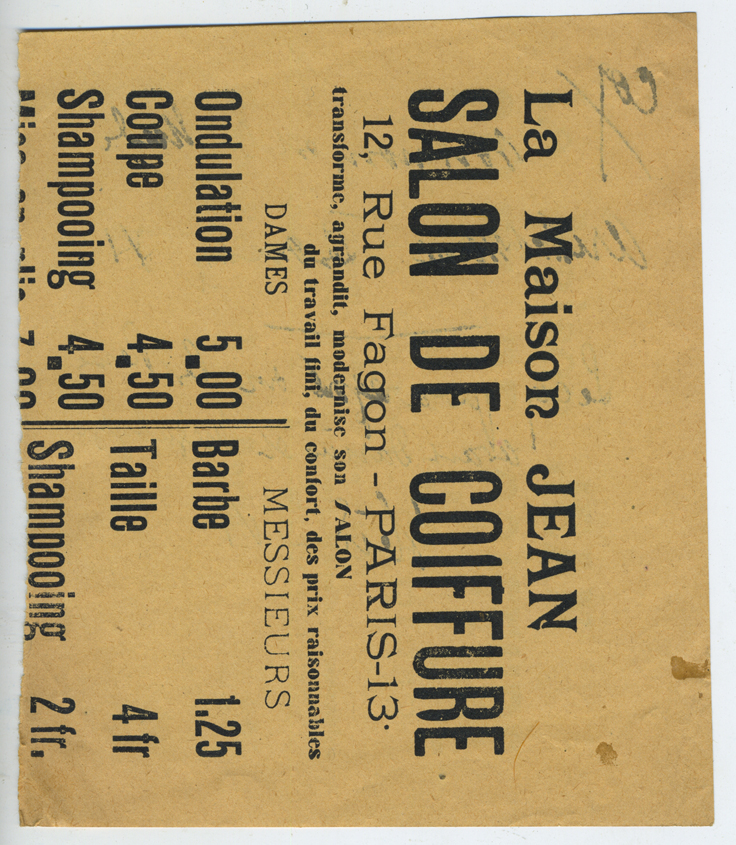 La Maison JEAN
SALON DE COIFFURE
12, Rue Fagon - PARIS-13.
transforme, agrandit, modernise son SALON
du travail fini, du confort, des prix raisonnables
DAMES
Ondulation 5.00
Coupe 4.50
Shampooing 4.50
MESSIEURS
Barbe 1.25
Taille 4 fr
Shampooing 2 fr.